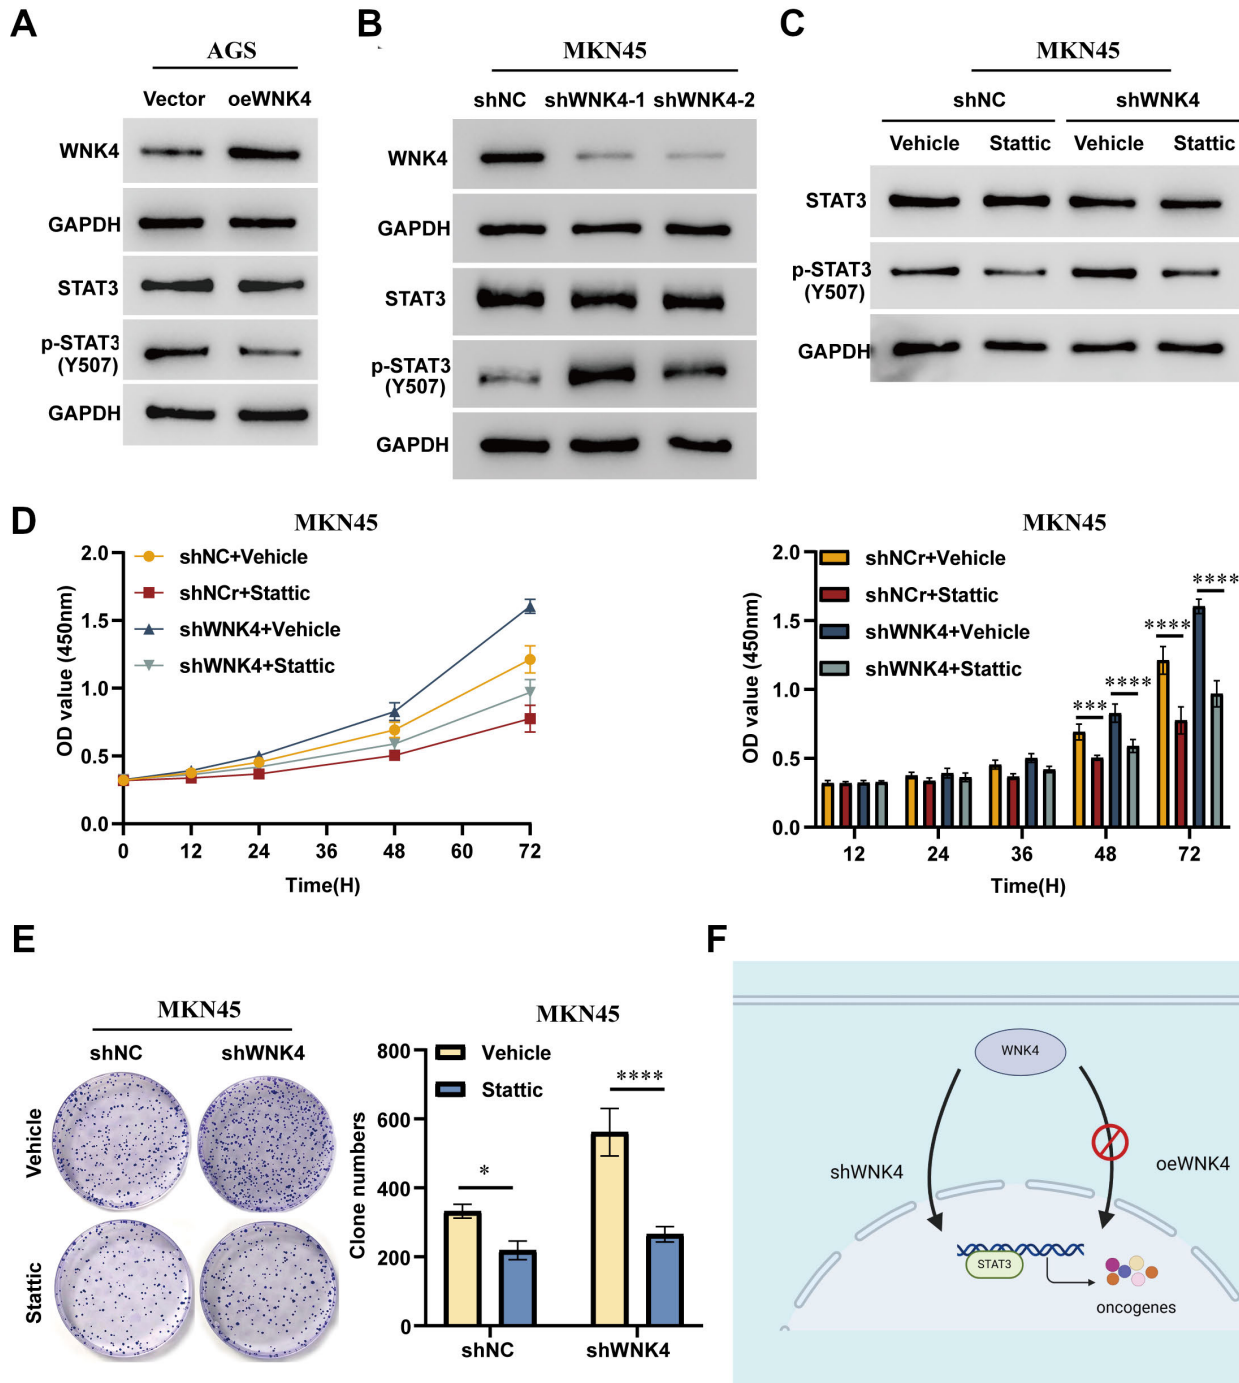 A
AGS
Vector oeWNK4
WNK4
GAPDH
STAT3
p-STAT3
(Y507)
GAPDH
B
MKN45
shNC shWNK4-1 shWNK4-2
WNK4
GAPDH
STAT3
p-STAT3
(Y507)
GAPDH
C
MKN45
shNC shWNK4
Vehicle Stattic Vehicle Stattic
STAT3
p-STAT3
(Y507)
GAPDH
D
MKN45
shNC+Vehicle
shNCr+Stattic
shWNK4+Vehicle
shWNK4+Stattic
OD value (450nm)
2.0
1.5
1.0
0.5
0.0
0 12 24 36 48 60 72
Time(H)
MKN45
shNCr+Vehicle
shNCr+Stattic
shWNK4+Vehicle
shWNK4+Stattic
OD value (450nm)
2.0
1.5
1.0
0.5
0.0
*** **** **** ****
12 24 36 48 72
Time(H)
E
MKN45
shNC shWNK4
Vehicle
Stattic
MKN45
Vehicle
Stattic
Clone numbers
800
600
400
200
0
* ****
shNC shWNK4
F
WNK4
shWNK4
oeWNK4
STAT3
oncogenes